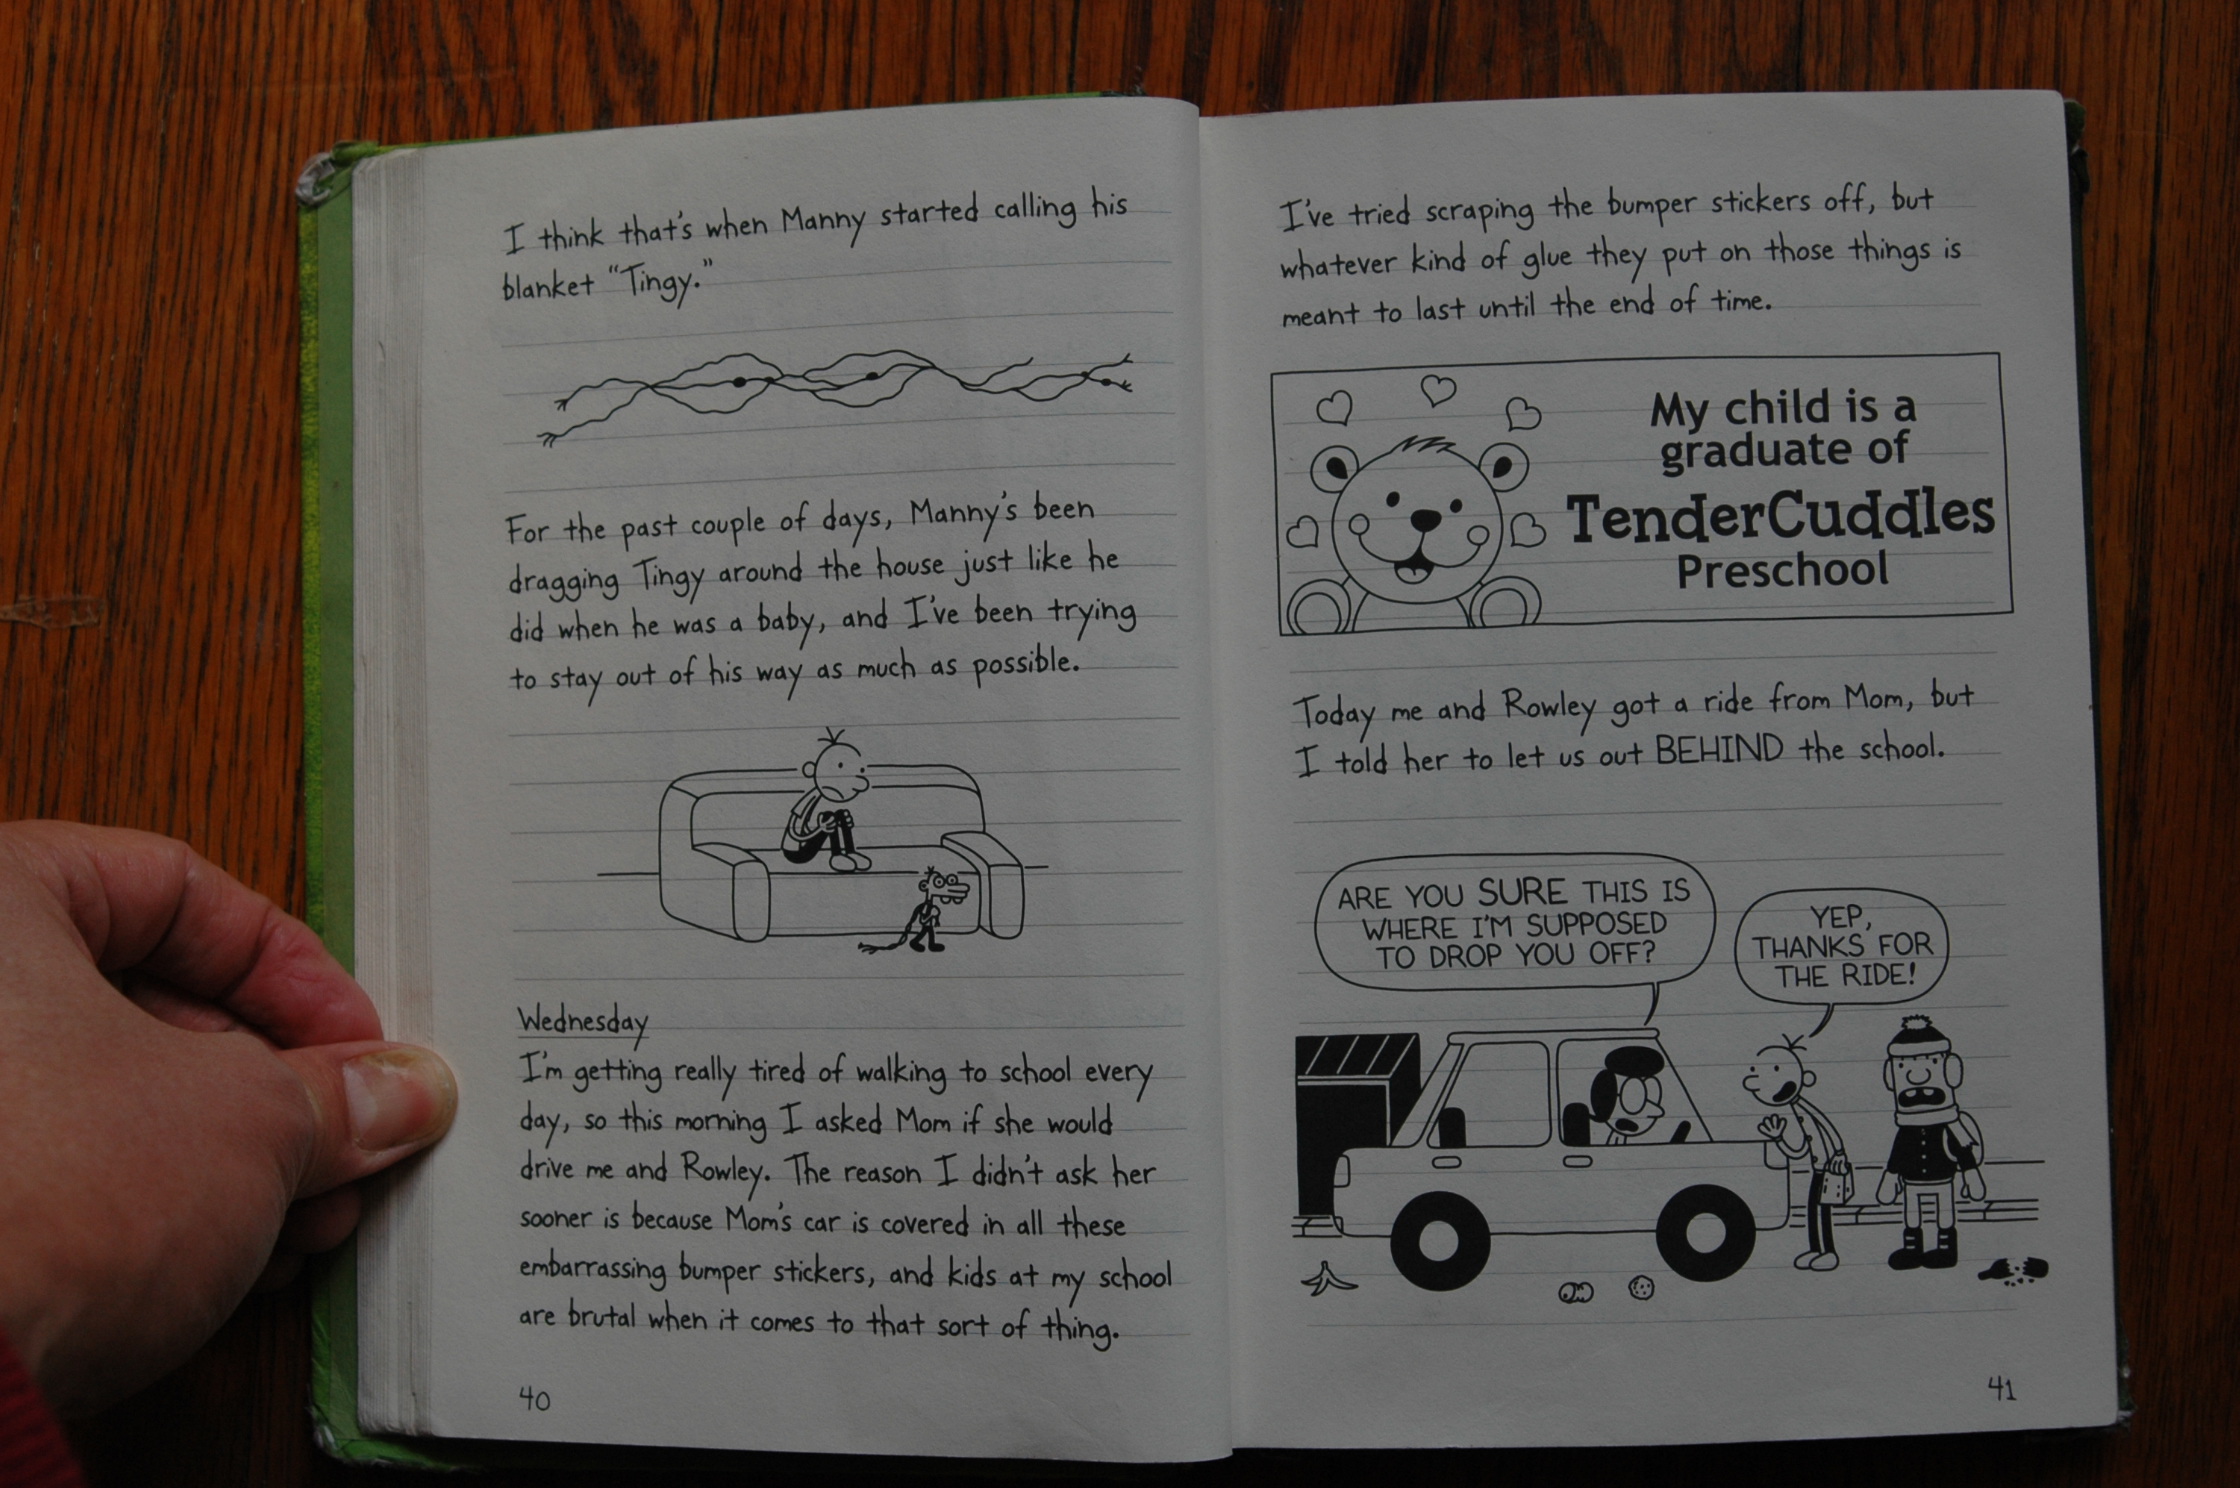 I think that's when Manny started calling his
blanket "Tingy."
For the past couple of days, Manny's been
dragging Tingy around the house just like he
did when he was a baby, and I've been trying
to stay out of his way as much as possible.
Wednesday
I'm getting really tired of walking to school every
day, so this morning I asked Mom if she would
drive me and Rowley. The reason I didn't ask her
sooner is because Mom's car is covered in all these
embarrassing bumper stickers, and kids at my school
are brutal when it comes to that sort of thing.
40
I've tried scraping the bumper stickers off, but
whatever kind of glue they put on those things is
meant to last until the end of time.
My child is a
graduate of
TenderCuddles
Preschool
Today me and Rowley got a ride from Mom, but
I told her to let us out BEHIND the school.
ARE YOU SURE THIS IS
WHERE I'M SUPPOSED
TO DROP YOU OFF?
YEP,
THANKS FOR
THE RIDE!
41